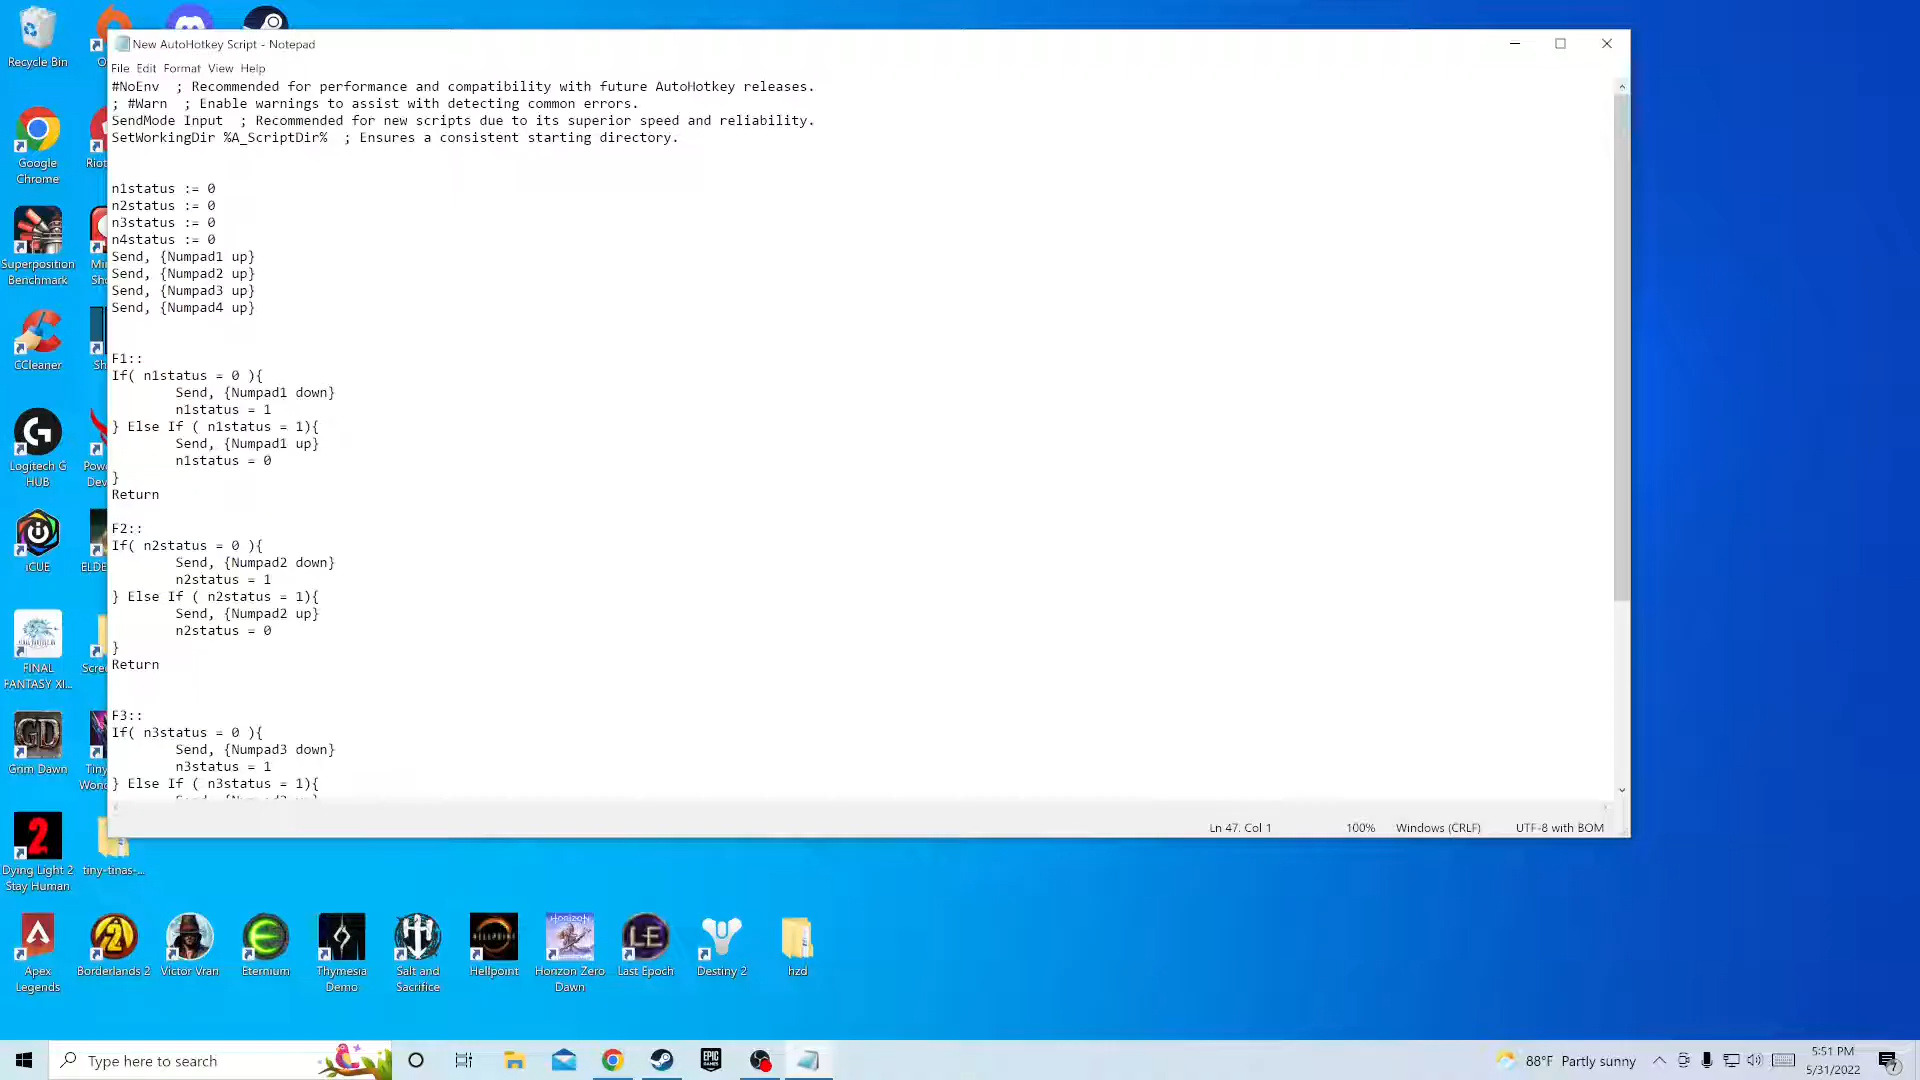 New AutoHotkey Script - Notepad
File Edit Format View Help
#NoEnv  ; Recommended for performance and compatibility with future AutoHotkey releases.
; #Warn  ; Enable warnings to assist with detecting common errors.
SendMode Input  ; Recommended for new scripts due to its superior speed and reliability.
SetWorkingDir %A_ScriptDir%  ; Ensures a consistent starting directory.
n1status := 0
n2status := 0
n3status := 0
n4status := 0
Send, {Numpad1 up}
Send, {Numpad2 up}
Send, {Numpad3 up}
Send, {Numpad4 up}
F1::
If( n1status = 0 ){
Send, {Numpad1 down}
n1status = 1
} Else If ( n1status = 1){
Send, {Numpad1 up}
n1status = 0
}
Return
F2::
If( n2status = 0 ){
Send, {Numpad2 down}
n2status = 1
} Else If ( n2status = 1){
Send, {Numpad2 up}
n2status = 0
}
Return
F3::
If( n3status = 0 ){
Send, {Numpad3 down}
n3status = 1
} Else If ( n3status = 1){
Ln 47, Col 1
100%
Windows (CRLF)
UTF-8 with BOM
Recycle Bin
Google
Chrome
Riot
Superposition
Benchmark
CCleaner
Logitech G
HUB
iCUE
FINAL
FANTASY XI...
Grim Dawn
Tiny
Dying Light 2
Stay Human
tiny-tinas-...
Apex
Legends
Borderlands 2
Victor Vran
Eternium
Thymesia
Demo
Salt and
Sacrifice
Hellpoint
Horizon Zero
Dawn
Last Epoch
Destiny 2
hzd
Type here to search
88°F Partly sunny
5:51 PM
5/31/2022